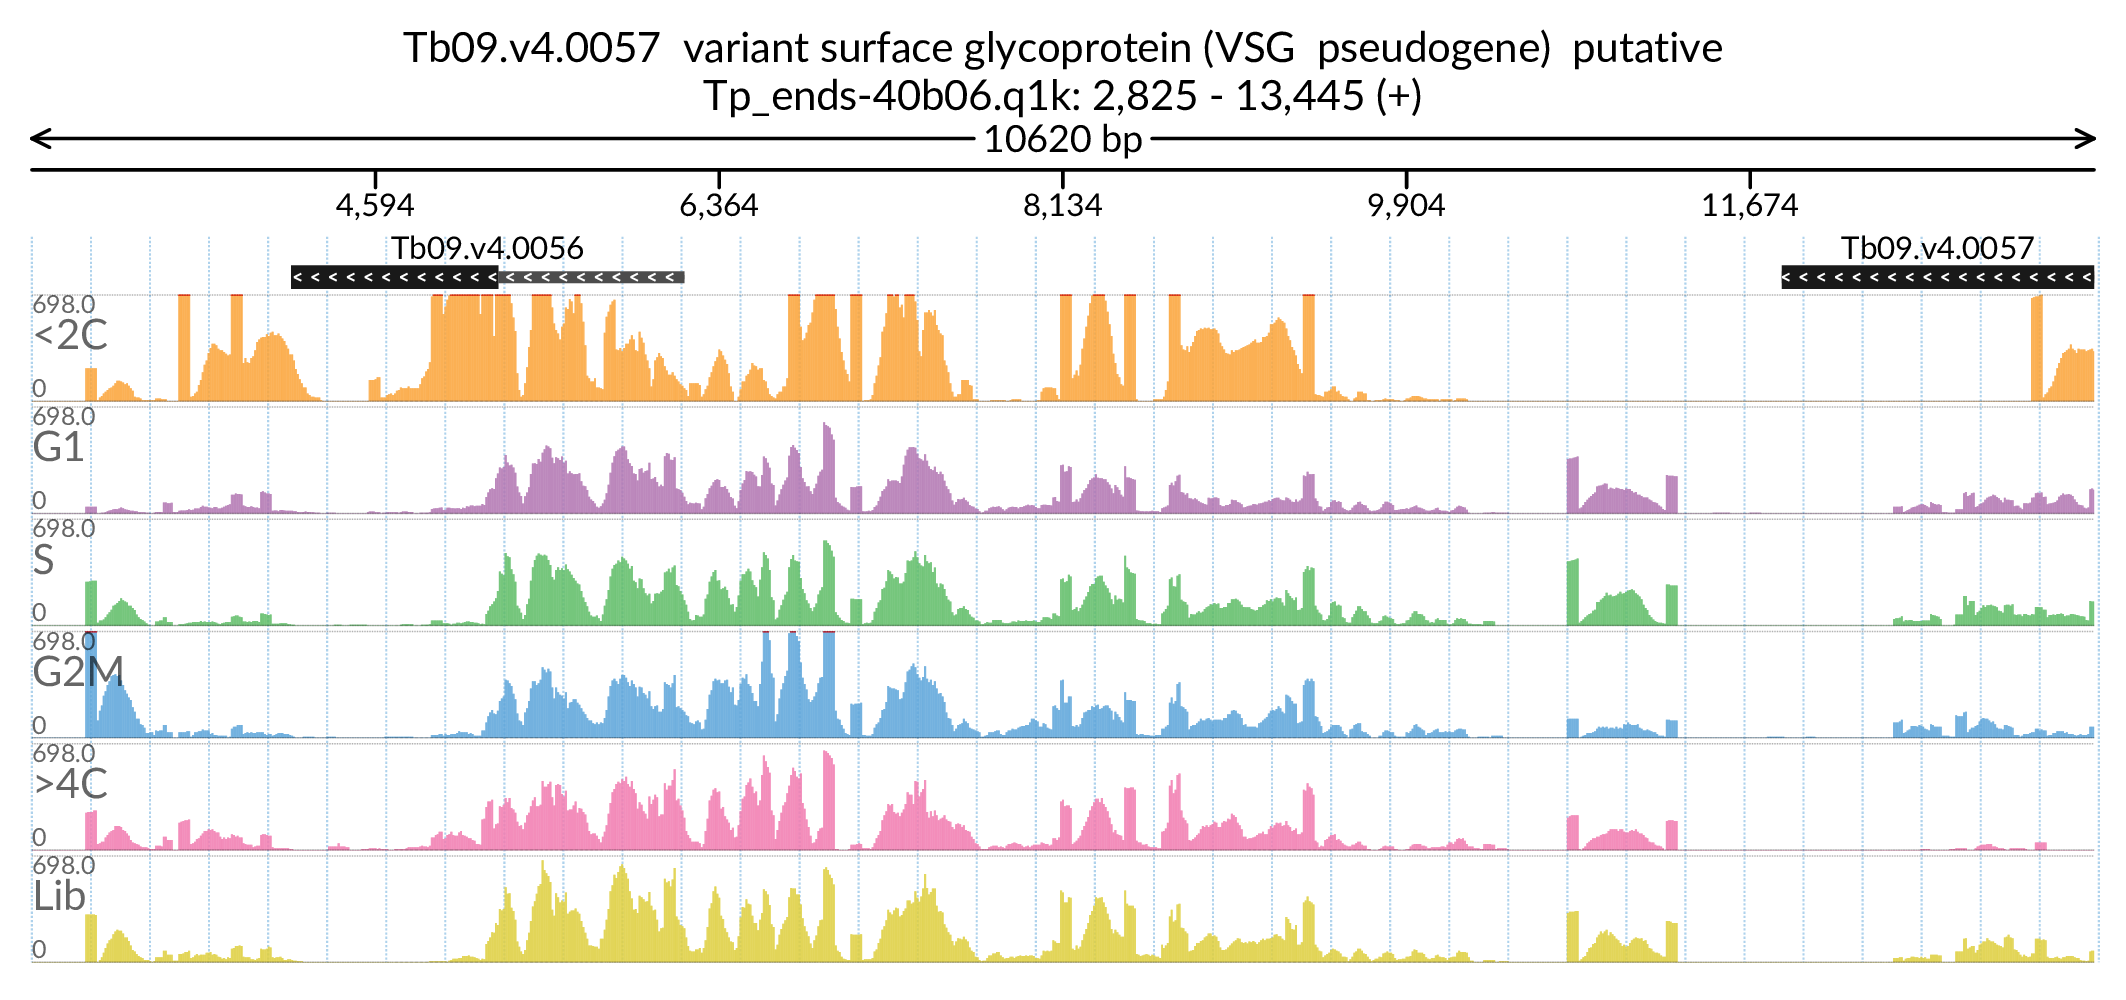 Tb09.v4.0057 variant surface glycoprotein (VSG pseudogene) putative
Tp_ends-40b06.q1k: 2,825 - 13,445 (+)
10620 bp
4,594 6,364 8,134 9,904 11,674
Tb09.v4.0056 Tb09.v4.0057
698.0
<2C
0
698.0
G1
0
698.0
S
0
698.0
G2M
0
698.0
>4C
0
698.0
Lib
0